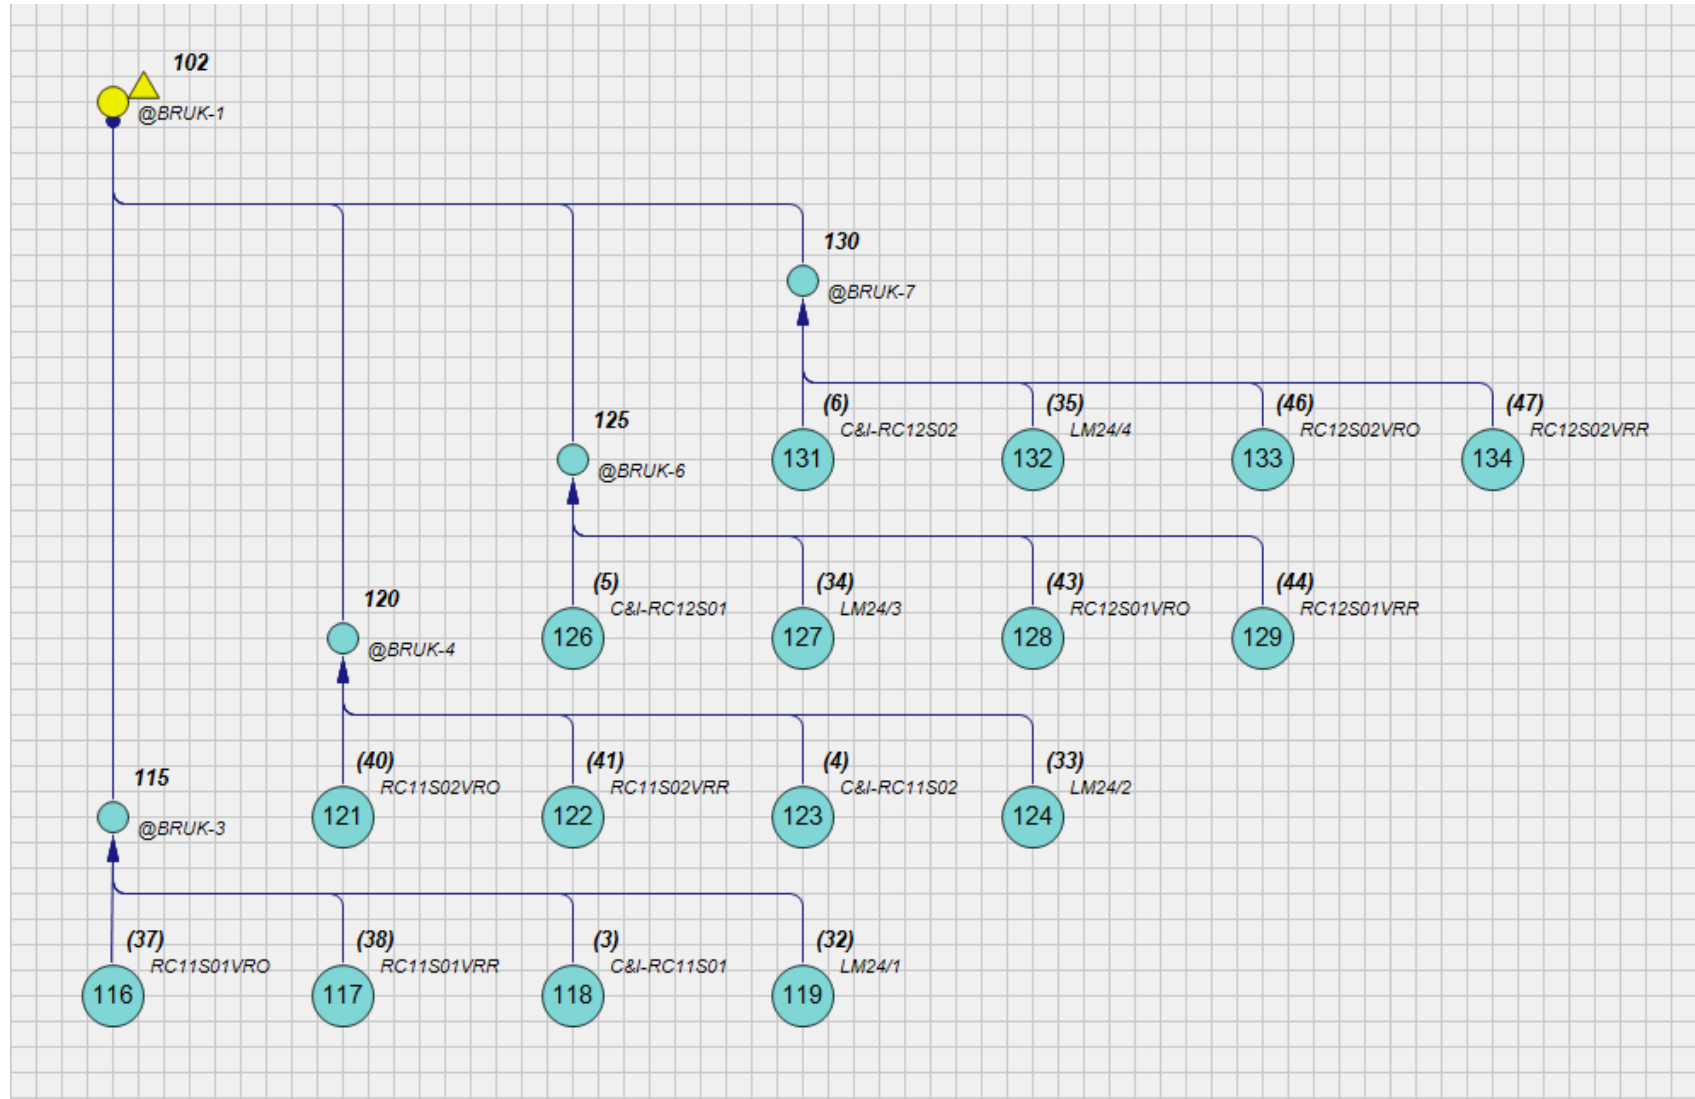 102
@BRUK-1
130
@BRUK-7
(6)
C&I-RC12S02
131
(35)
LM24/4
132
(46)
RC12S02VRO
133
(47)
RC12S02VRR
134
125
@BRUK-6
(5)
C&I-RC12S01
126
(34)
LM24/3
127
(43)
RC12S01VRO
128
(44)
RC12S01VRR
129
120
@BRUK-4
(40)
RC11S02VRO
121
(41)
RC11S02VRR
122
(4)
C&I-RC11S02
123
(33)
LM24/2
124
115
@BRUK-3
(37)
RC11S01VRO
116
(38)
RC11S01VRR
117
(3)
C&I-RC11S01
118
(32)
LM24/1
119